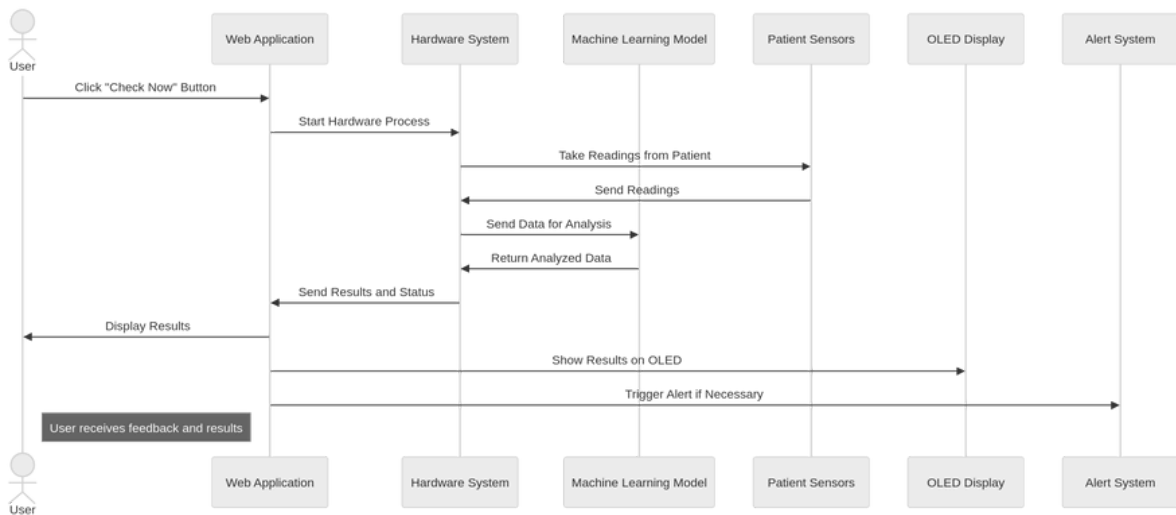 Web Application
Hardware System
Machine Learning Model
Patient Sensors
OLED Display
Alert System
User
Click "Check Now" Button
Start Hardware Process
Take Readings from Patient
Send Readings
Send Data for Analysis
Return Analyzed Data
Send Results and Status
Display Results
Show Results on OLED
Trigger Alert if Necessary
User receives feedback and results
Web Application
Hardware System
Machine Learning Model
Patient Sensors
OLED Display
Alert System
User